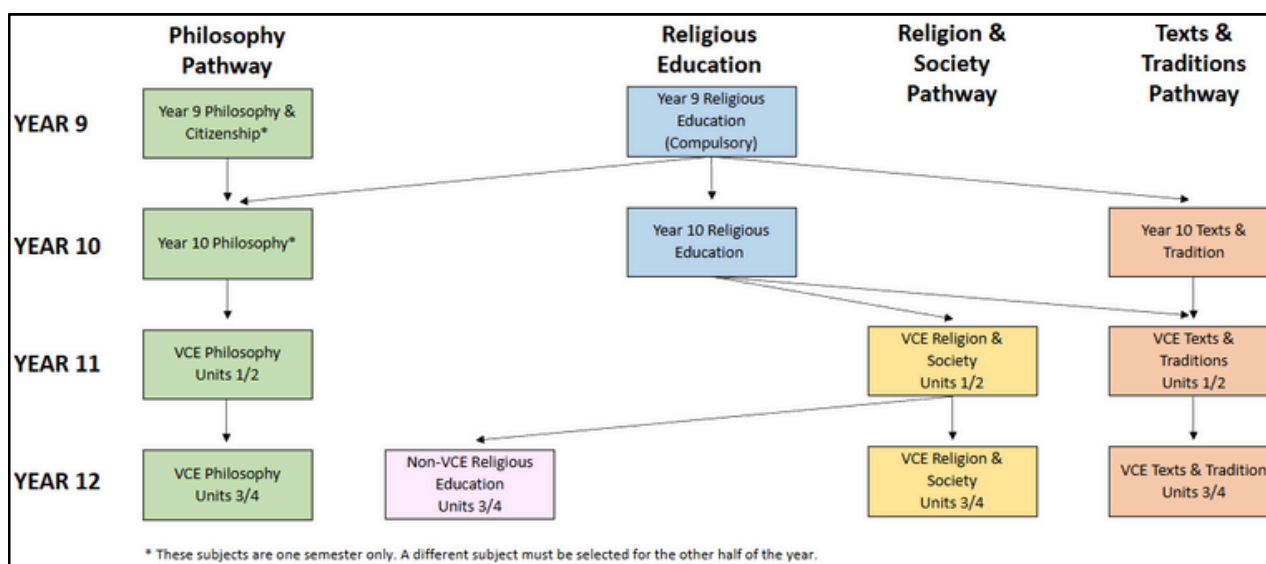 Philosophy
Pathway
Religious
Education
Religion &
Society
Pathway
Texts &
Traditions
Pathway
YEAR 9
Year 9 Philosophy &
Citizenship*
Year 9 Religious
Education
(Compulsory)
YEAR 10
Year 10 Philosophy*
Year 10 Religious
Education
Year 10 Texts &
Tradition
YEAR 11
VCE Philosophy
Units 1/2
VCE Religion &
Society
Units 1/2
VCE Texts &
Traditions
Units 1/2
YEAR 12
VCE Philosophy
Units 3/4
Non-VCE Religious
Education
Units 3/4
VCE Religion &
Society
Units 3/4
VCE Texts & Tradition
Units 3/4
* These subjects are one semester only. A different subject must be selected for the other half of the year.